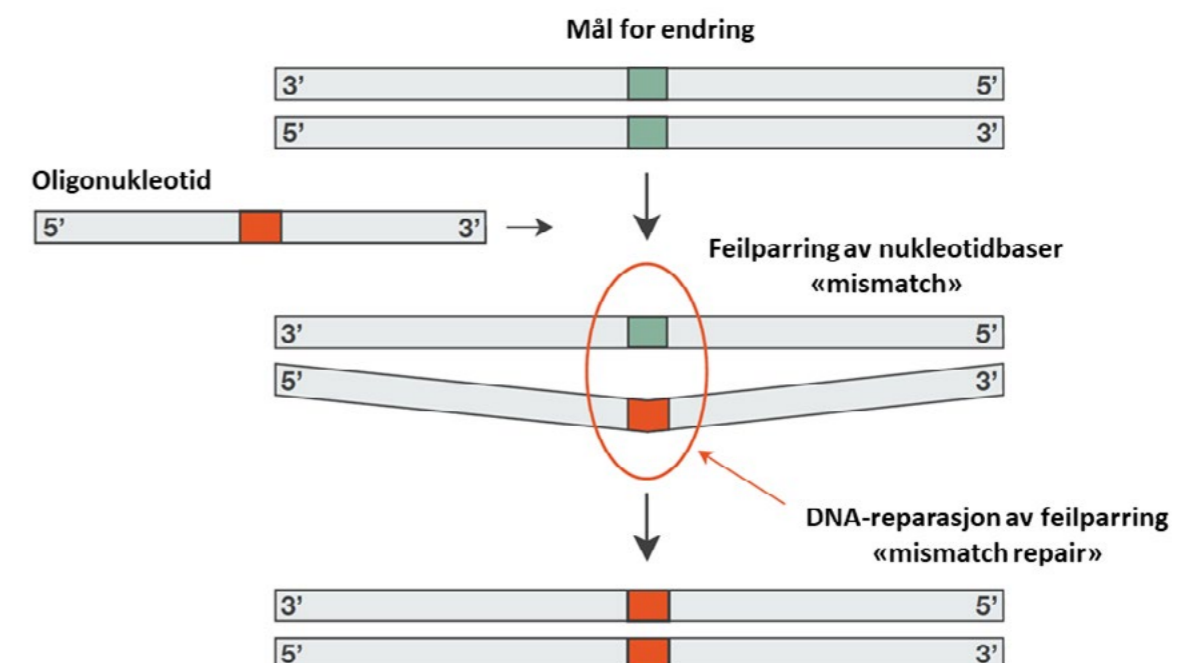 Mål for endring
3’ 5’
5’ 3’
Oligonukleotid
5’ 3’
Feilparring av nukleotidbaser
«mismatch»
3’ 5’
5’ 3’
DNA-reparasjon av feilparring
«mismatch repair»
3’ 5’
5’ 3’